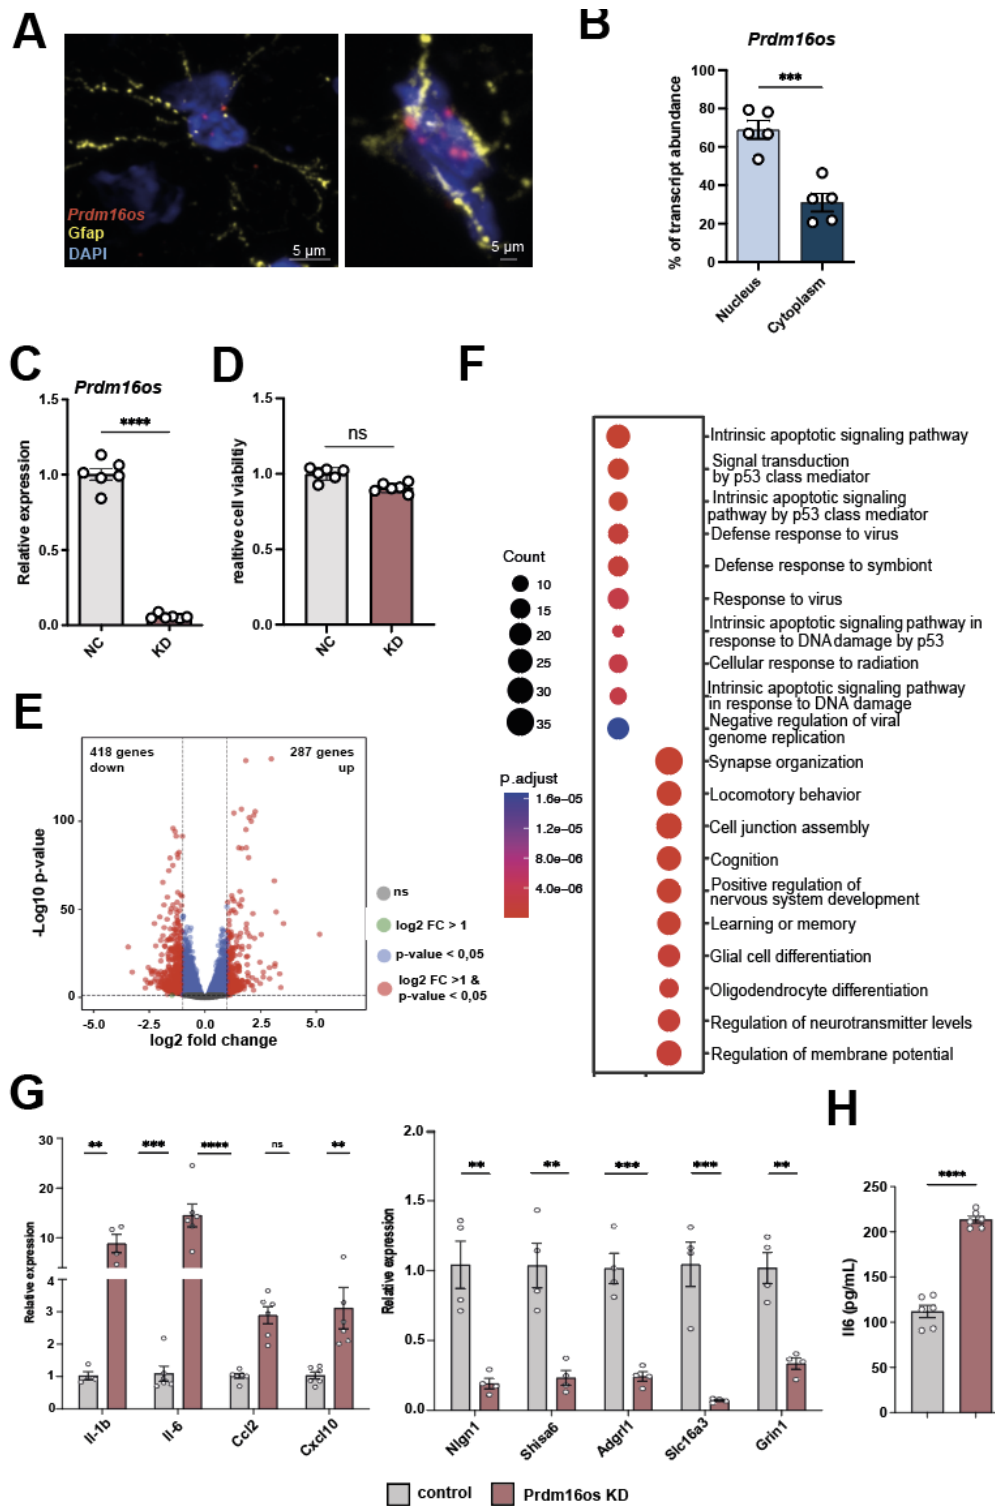 A
Prdm16os
Gfap
DAPI
5 µm
5 µm
B
Prdm16os
% of transcript abundance
100
80
60
40
20
0
***
Nucleus
Cytoplasm
C
Prdm16os
Relative expression
1.5
1.0
0.5
0.0
****
NC
KD
D
realtive cell viabiltiy
1.5
1.0
0.5
0.0
ns
NC
KD
E
418 genes
down
287 genes
up
-Log10 p-value
100
50
0
-5.0
-2.5
0.0
2.5
5.0
log2 fold change
ns
log2 FC > 1
p-value < 0,05
log2 FC >1 &
p-value < 0,05
F
Count
10
15
20
25
30
35
p.adjust
1.6e−05
1.2e−05
8.0e−06
4.0e−06
Intrinsic apoptotic signaling pathway
Signal transduction
by p53 class mediator
Intrinsic apoptotic signaling
pathway by p53 class mediator
Defense response to virus
Defense response to symbiont
Response to virus
Intrinsic apoptotic signaling pathway in
response to DNA damage by p53
Cellular response to radiation
Intrinsic apoptotic signaling pathway
in response to DNA damage
Negative regulation of viral
genome replication
Synapse organization
Locomotory behavior
Cell junction assembly
Cognition
Positive regulation of
nervous system development
Learning or memory
Glial cell differentiation
Oligodendrocyte differentiation
Regulation of neurotransmitter levels
Regulation of membrane potential
G
Relative expression
30
20
10
4
3
2
1
0
**
***
****
ns
**
Il-1b
Il-6
Ccl2
Cxcl10
Relative expression
2.0
1.5
1.0
0.5
0.0
**
**
***
***
**
Nlgn1
Shisa6
Adgrl1
Slc16a3
Grin1
control
Prdm16os KD
H
Il6 (pg/mL)
250
200
150
100
50
0
****